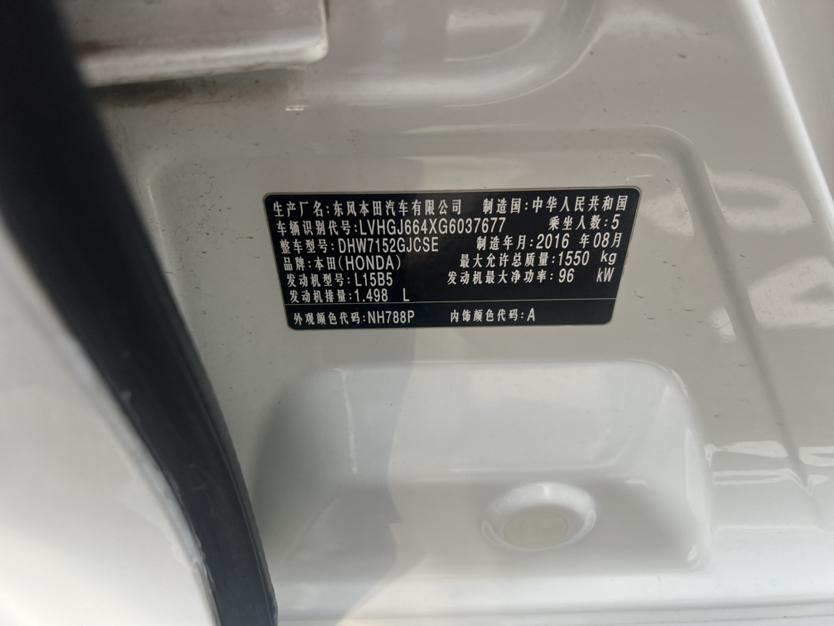 生产厂名:东风本田汽车有限公司 制造国:中华人民共和国
车辆识别代号:LVHGJ664XG6037677 乘坐人数:5
整车型号:DHW7152GJCSE 制造年月:2016 年08月
品牌:本田(HONDA) 最大允许总质量:1550 kg
发动机型号:L15B5 发动机最大净功率:96 kW
发动机排量:1.498 L
外观颜色代码:NH788P 内饰颜色代码:A